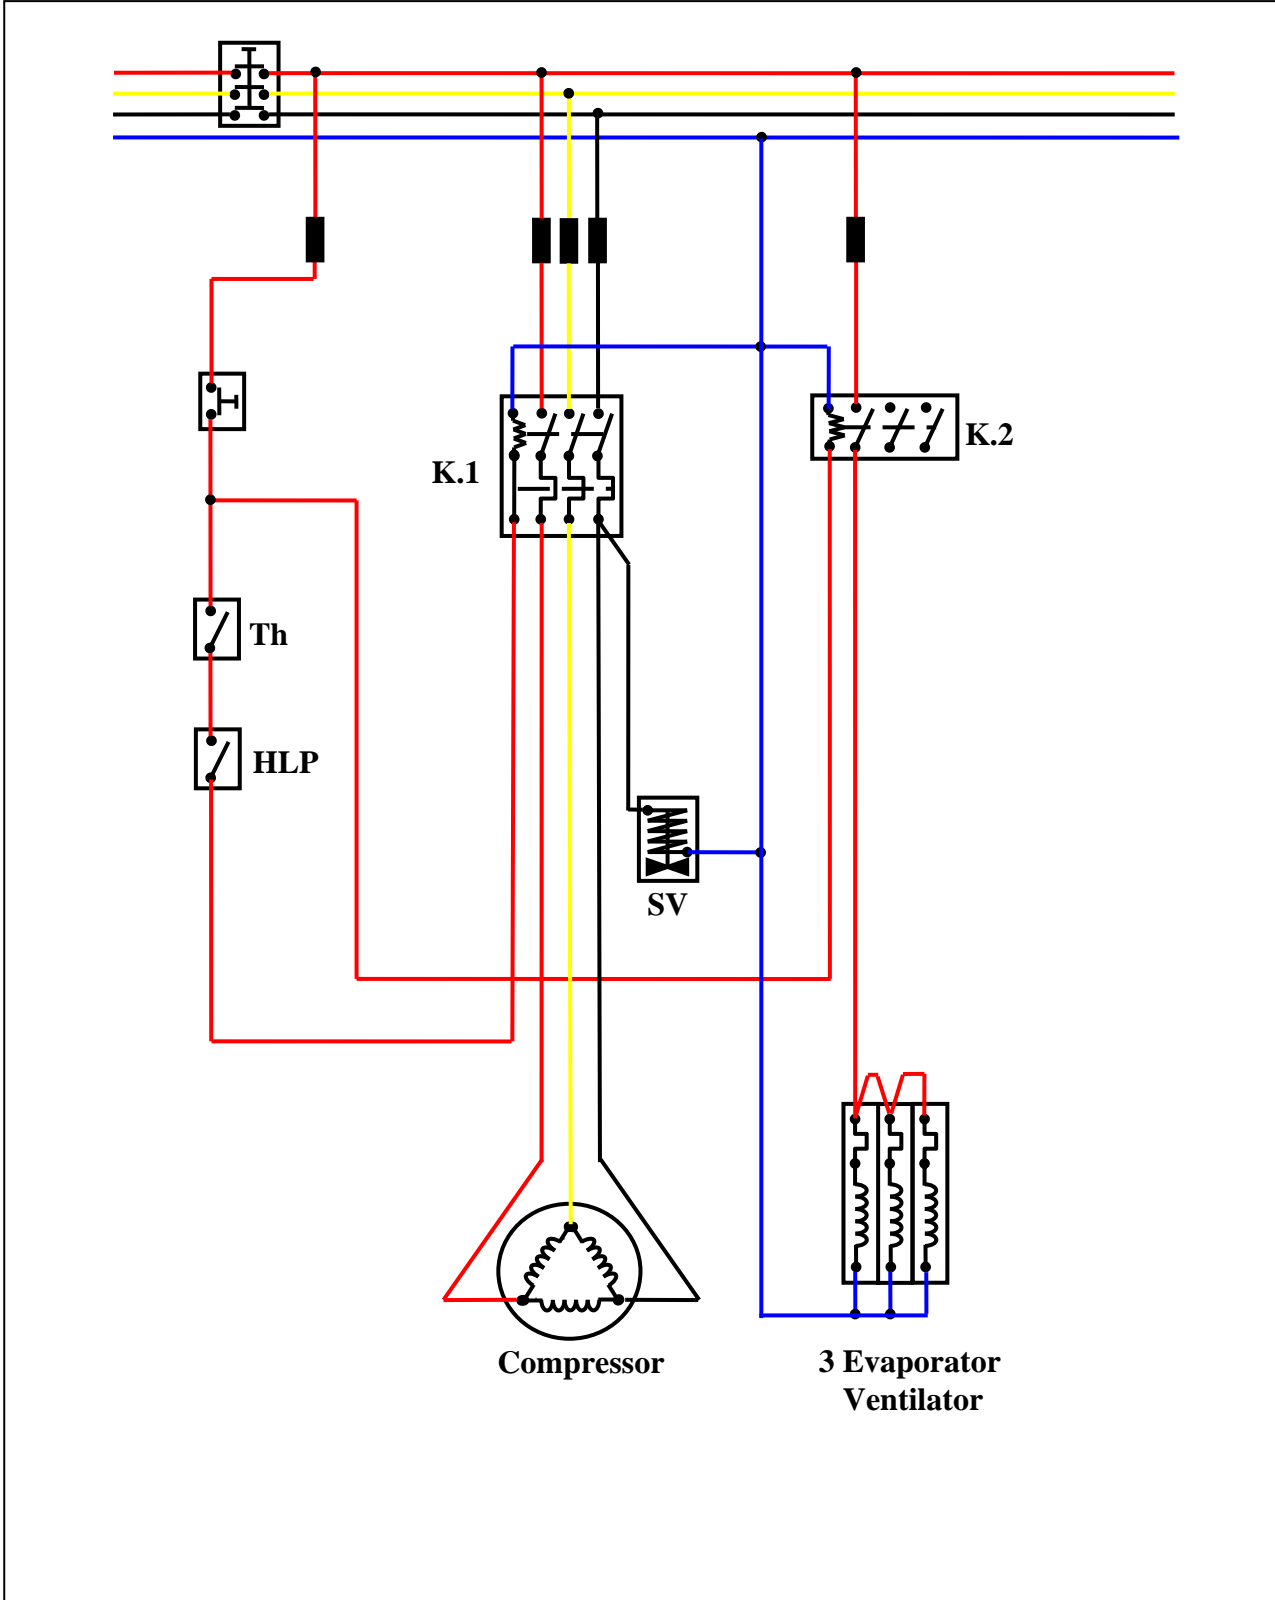 K.1
K.2
Th
HLP
SV
Compressor
3 Evaporator
Ventilator